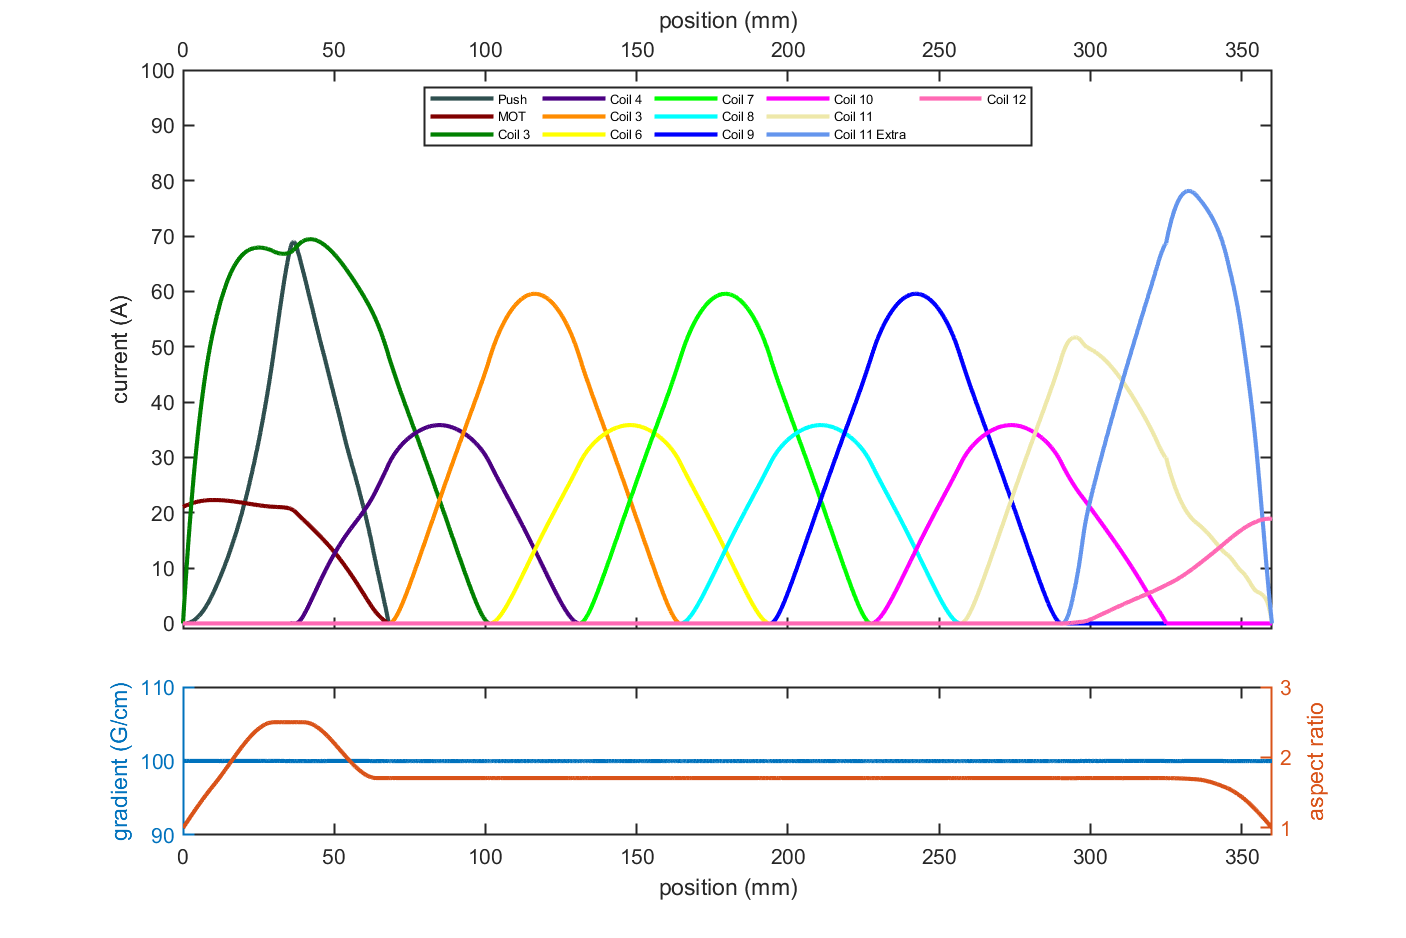 position (mm)
0 50 100 150 200 250 300 350
100
90
80
70
60
50
40
30
20
10
0
current (A)
Push Coil 4 Coil 7 Coil 10 Coil 12
MOT Coil 3 Coil 8 Coil 11
Coil 3 Coil 6 Coil 9 Coil 11 Extra
110
100
90
gradient (G/cm)
3
2
1
aspect ratio
0 50 100 150 200 250 300 350
position (mm)